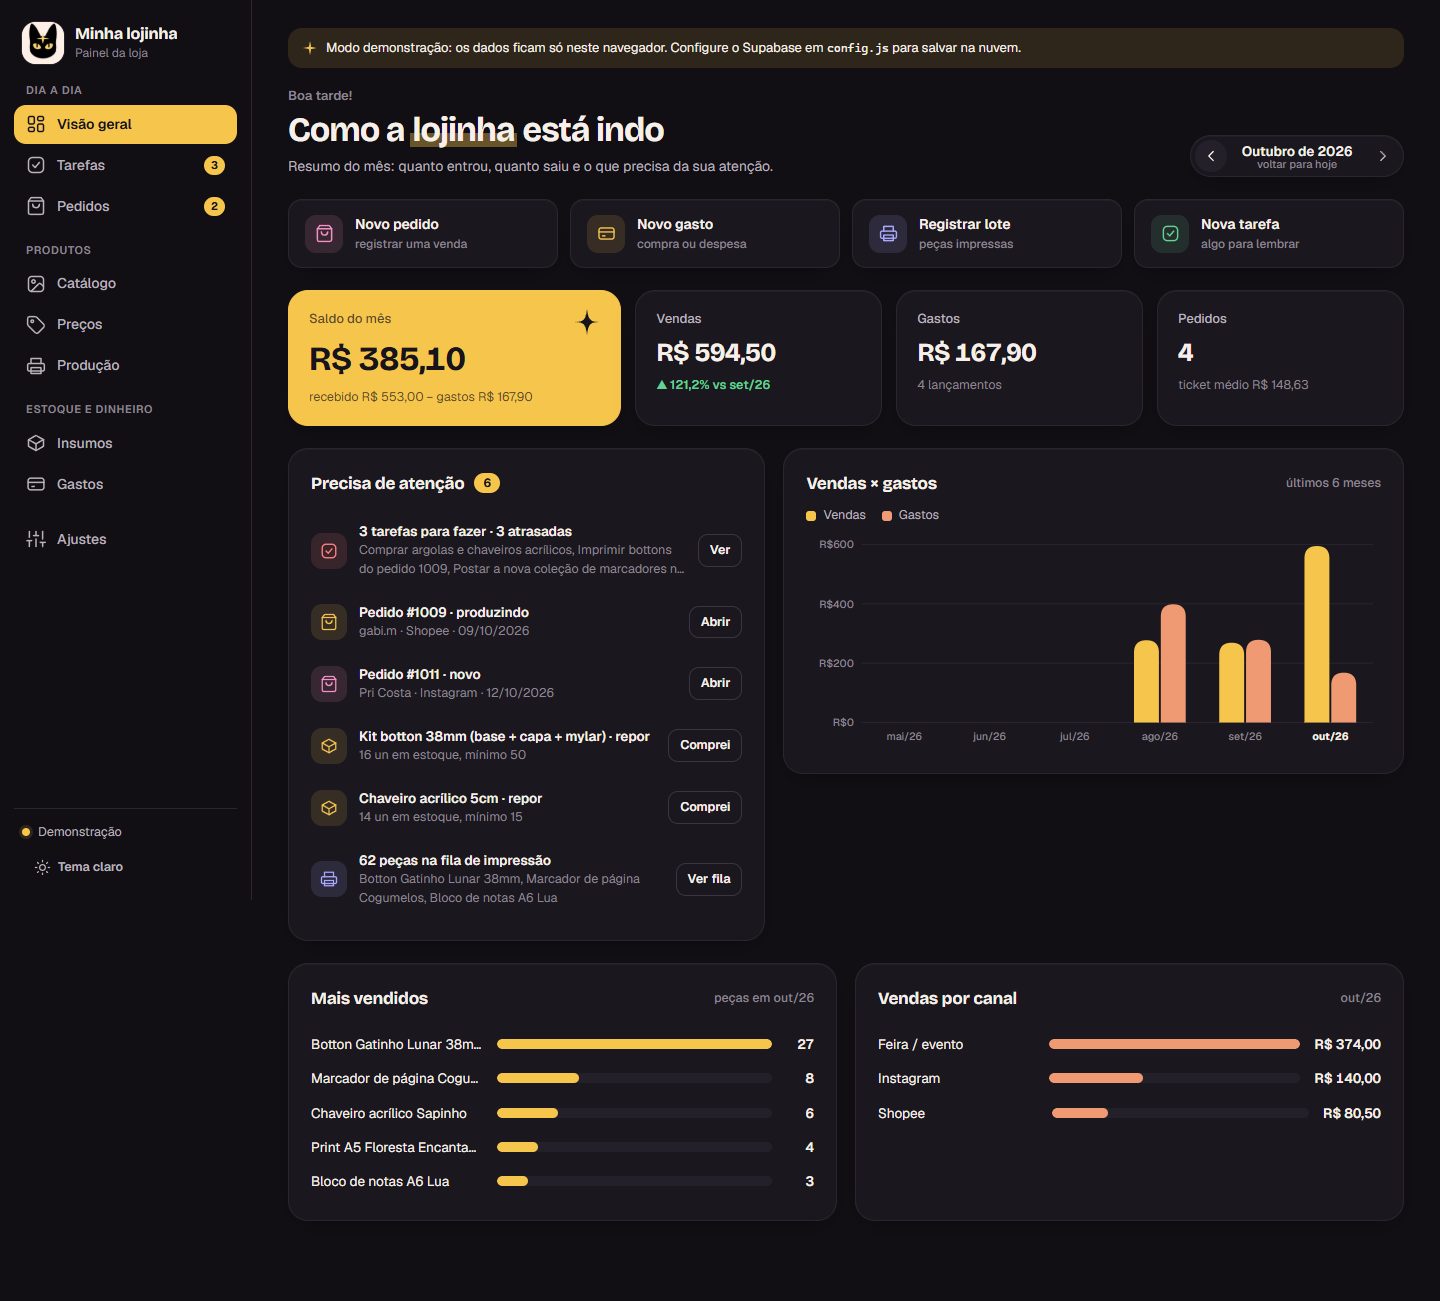 Minha lojinha
Painel da loja
DIA A DIA
Visão geral
Tarefas
3
Pedidos
2
PRODUTOS
Catálogo
Preços
Produção
ESTOQUE E DINHEIRO
Insumos
Gastos
Ajustes
Demonstração
Tema claro
Modo demonstração: os dados ficam só neste navegador. Configure o Supabase em config.js para salvar na nuvem.
Boa tarde!
Como a lojinha está indo
Resumo do mês: quanto entrou, quanto saiu e o que precisa da sua atenção.
Outubro de 2026
voltar para hoje
Novo pedido
registrar uma venda
Novo gasto
compra ou despesa
Registrar lote
peças impressas
Nova tarefa
algo para lembrar
Saldo do mês
R$ 385,10
recebido R$ 553,00 – gastos R$ 167,90
Vendas
R$ 594,50
▲ 121,2% vs set/26
Gastos
R$ 167,90
4 lançamentos
Pedidos
4
ticket médio R$ 148,63
Precisa de atenção 6
3 tarefas para fazer · 3 atrasadas
Comprar argolas e chaveiros acrílicos, Imprimir bottons
do pedido 1009, Postar a nova coleção de marcadores n…
Ver
Pedido #1009 · produzindo
gabi.m · Shopee · 09/10/2026
Abrir
Pedido #1011 · novo
Pri Costa · Instagram · 12/10/2026
Abrir
Kit botton 38mm (base + capa + mylar) · repor
16 un em estoque, mínimo 50
Comprei
Chaveiro acrílico 5cm · repor
14 un em estoque, mínimo 15
Comprei
62 peças na fila de impressão
Botton Gatinho Lunar 38mm, Marcador de página
Cogumelos, Bloco de notas A6 Lua
Ver fila
Vendas × gastos
últimos 6 meses
Vendas
Gastos
R$600
R$400
R$200
R$0
mai/26
jun/26
jul/26
ago/26
set/26
out/26
Mais vendidos
peças em out/26
Botton Gatinho Lunar 38m… 27
Marcador de página Cogu… 8
Chaveiro acrílico Sapinho 6
Print A5 Floresta Encanta… 4
Bloco de notas A6 Lua 3
Vendas por canal
out/26
Feira / evento R$ 374,00
Instagram R$ 140,00
Shopee R$ 80,50